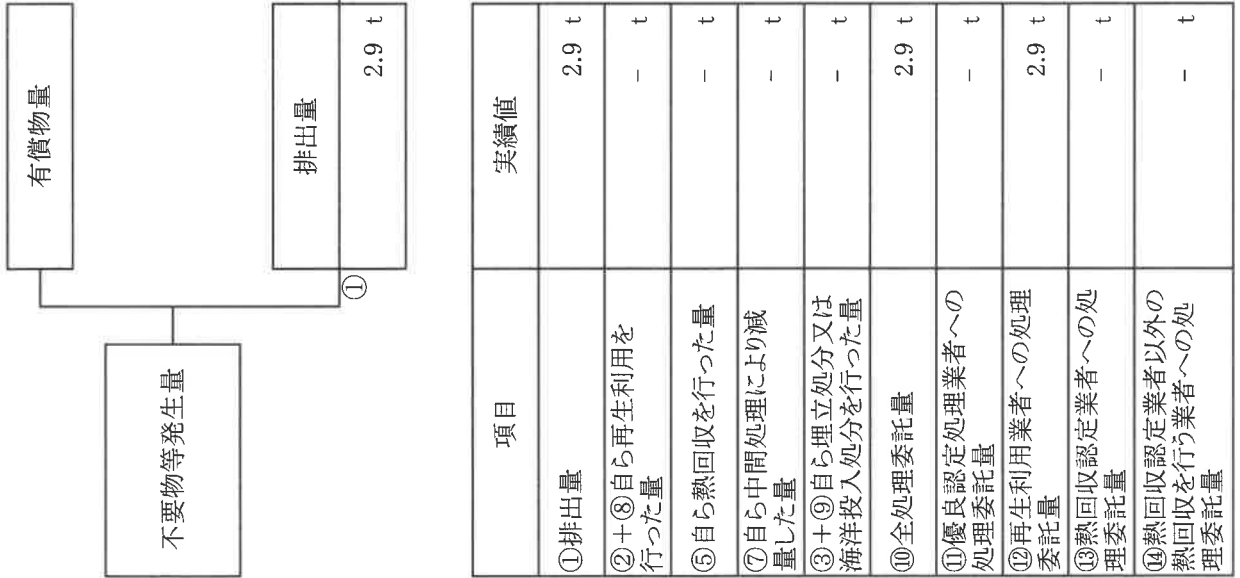 有償物量
不要物等発生量
排出量
①
2.9 t
項目 実績値
①排出量 2.9 t
②＋⑧自ら再生利用を
行った量 - t
⑤自ら熱回収を行った量 - t
⑦自ら中間処理により減
量した量 - t
③＋⑨自ら埋立処分又は
海洋投入処分を行った量 - t
⑩全処理委託量 2.9 t
⑪優良認定処理業者への
処理委託量 - t
⑫再生利用業者への処理
委託量 2.9 t
⑬熱回収認定業者への処
理委託量 - t
⑭熱回収認定業者以外の
熱回収を行う業者への処
理委託量 - t